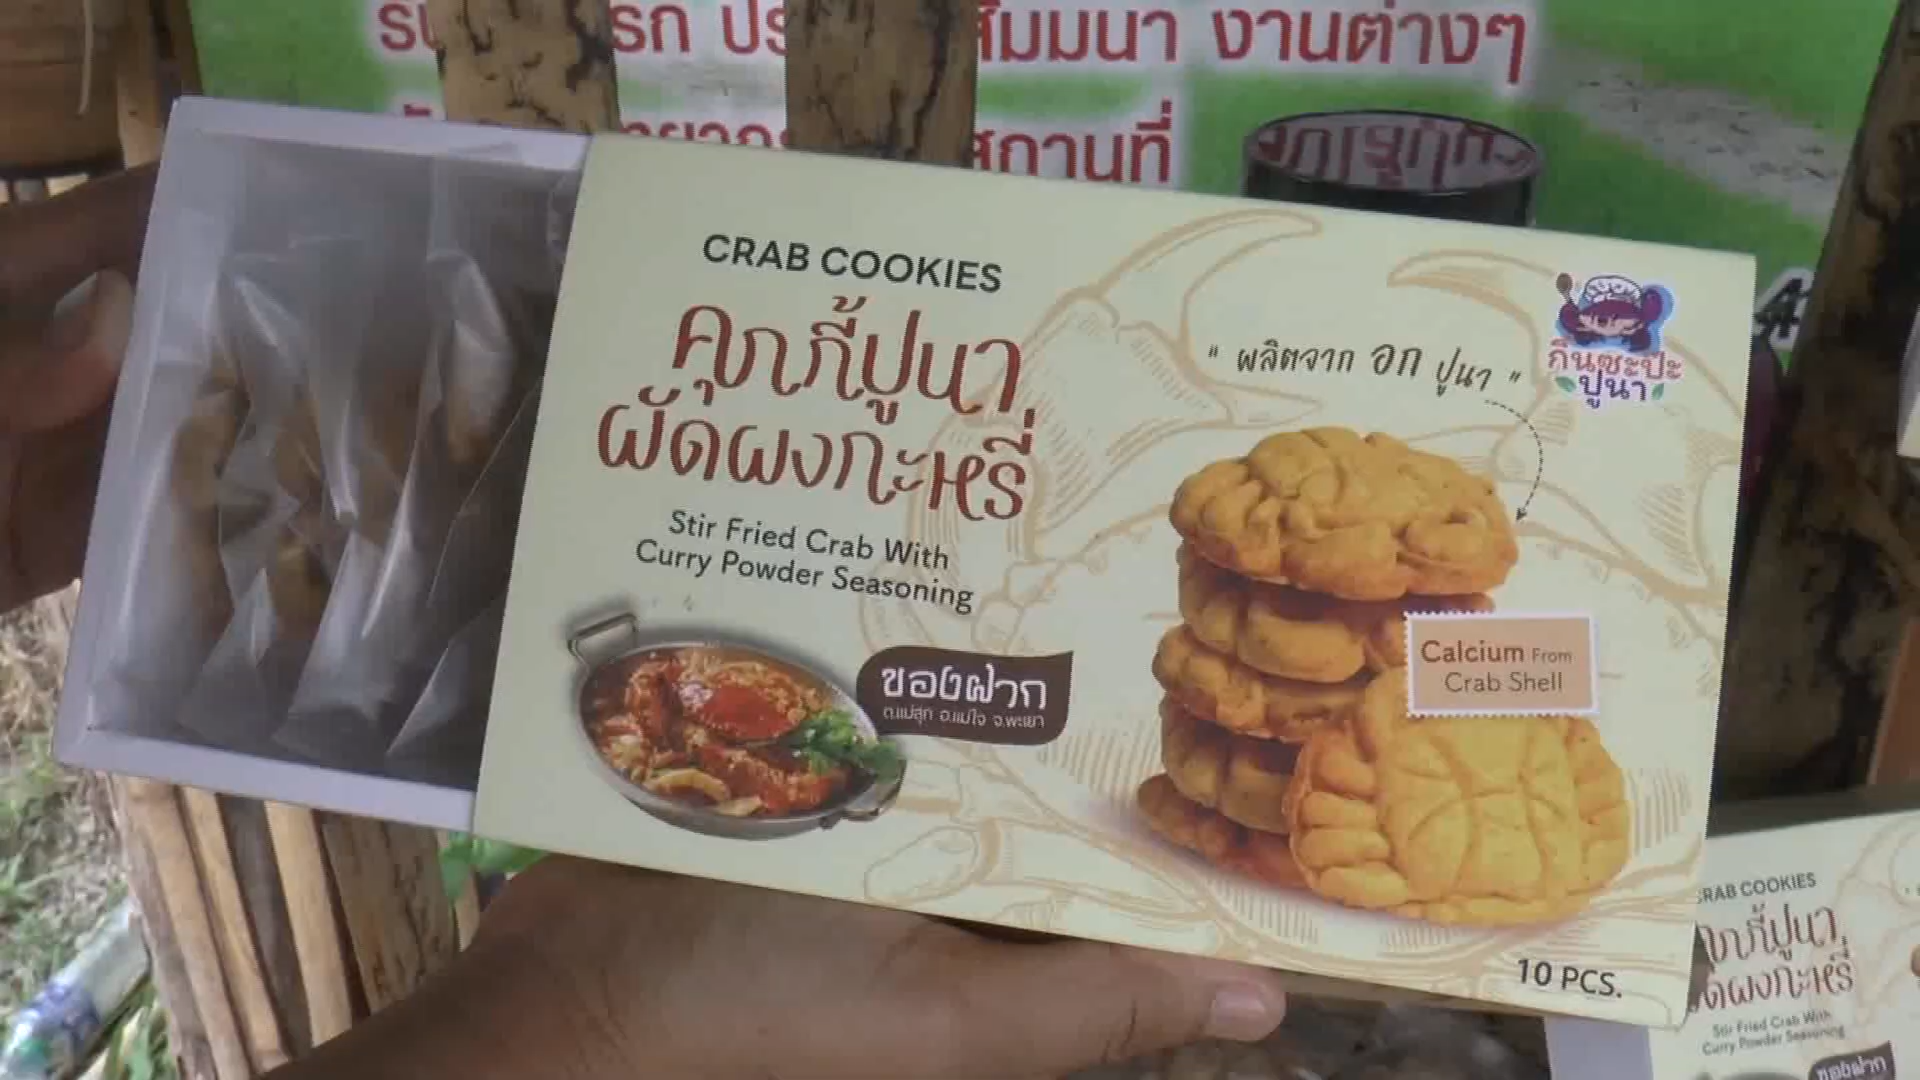 สัมมนา งานต่างๆ
สถานที่
CRAB COOKIES
คุกกี้ปูนา
ผัดผงกะหรี่
Stir Fried Crab With
Curry Powder Seasoning
ของฝาก
ต.แม่สุก อ.แม่ใจ จ.พะเยา
" ผลิตจาก อก ปูนา "
กินซะป๊ะ
ปูนา
Calcium From
Crab Shell
10 PCS.
CRAB COOKIES
คุกกี้ปูนา
ผัดผงกะหรี่
Stir Fried Crab With
Curry Powder Seasoning
ของฝาก